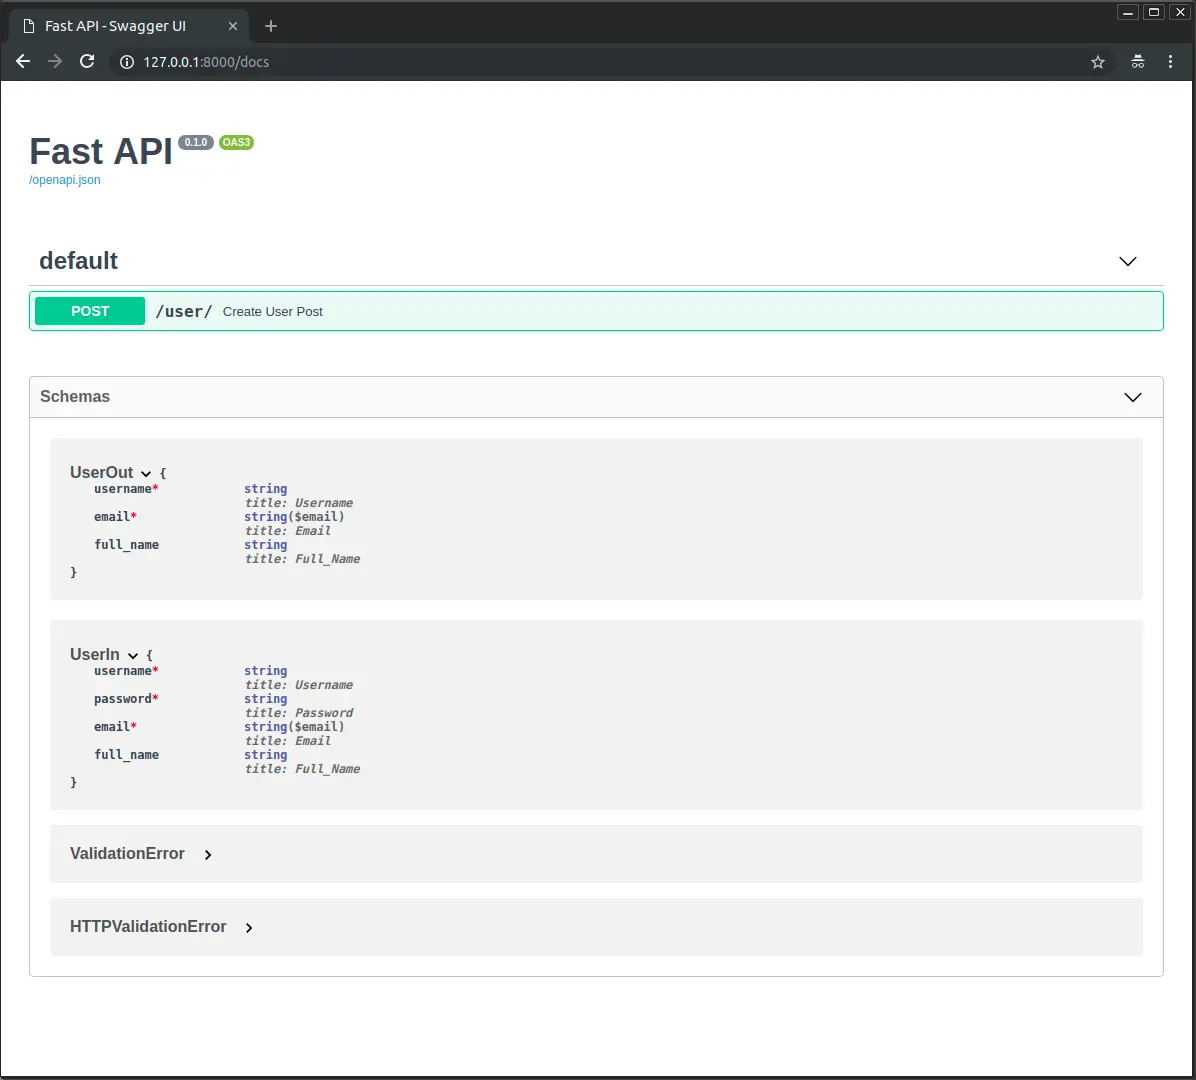 Fast API - Swagger UI
127.0.0.1:8000/docs
Fast API 0.1.0 OAS3
/openapi.json
default
POST /user/ Create User Post
Schemas
UserOut {
username* string
title: Username
email* string($email)
title: Email
full_name string
title: Full_Name
}
UserIn {
username* string
title: Username
password* string
title: Password
email* string($email)
title: Email
full_name string
title: Full_Name
}
ValidationError
HTTPValidationError